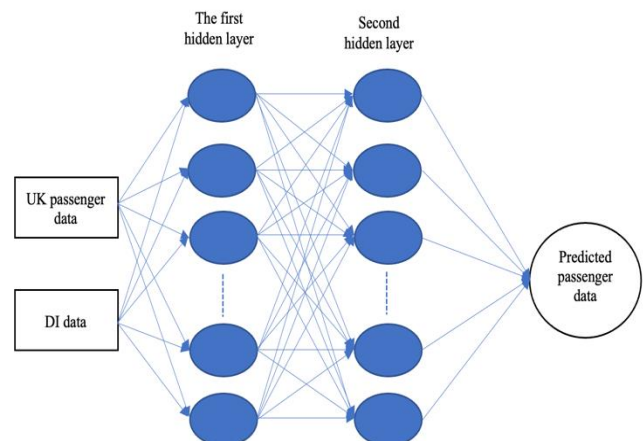 The first
hidden layer
Second
hidden layer
UK passenger
data
DI data
Predicted
passenger
data